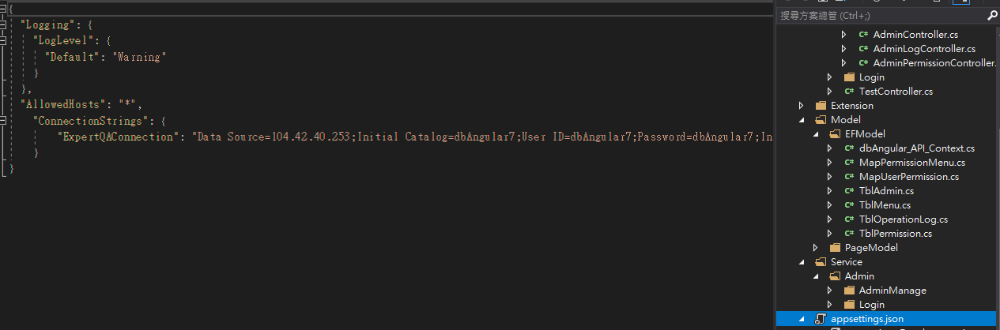 {
"Logging": {
"LogLevel": {
"Default": "Warning"
}
},
"AllowedHosts": "*",
"ConnectionStrings": {
"ExpertQAConnection": "Data Source=104.42.40.253;Initial Catalog=dbAngular7;User ID=dbAngular7;Password=dbAngular7;In
}
}
搜尋方案總管 (Ctrl+;)
C# AdminController.cs
C# AdminLogController.cs
C# AdminPermissionController.
Login
C# TestController.cs
Extension
Model
EFModel
C# dbAngular_API_Context.cs
C# MapPermissionMenu.cs
C# MapUserPermission.cs
C# TblAdmin.cs
C# TblMenu.cs
C# TblOperationLog.cs
C# TblPermission.cs
PageModel
Service
Admin
AdminManage
Login
appsettings.json